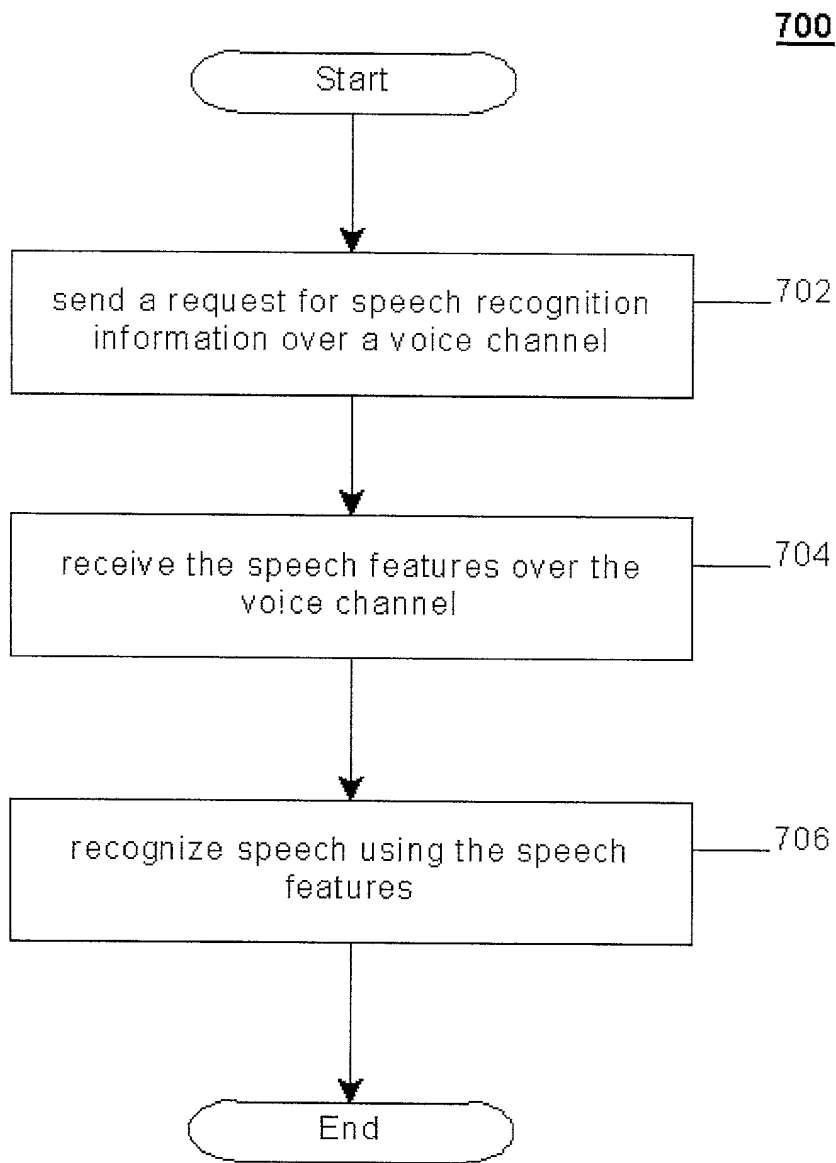 700
Start
send a request for speech recognition
information over a voice channel
702
receive the speech features over the
voice channel
704
recognize speech using the speech
features
706
End